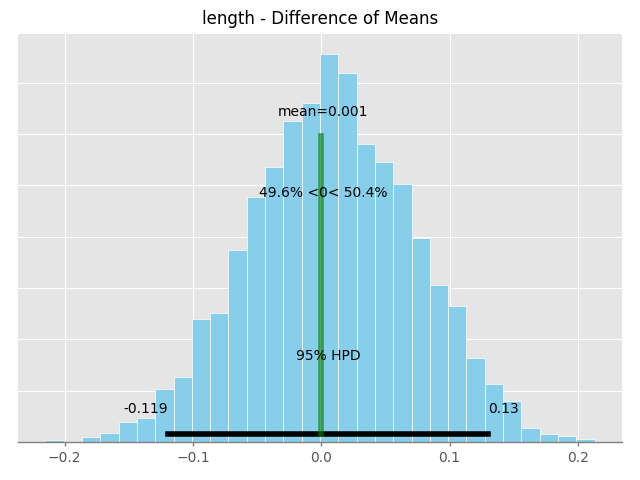 length - Difference of Means
mean=0.001
49.6% <0< 50.4%
95% HPD
-0.119
0.13
−0.2
−0.1
0.0
0.1
0.2